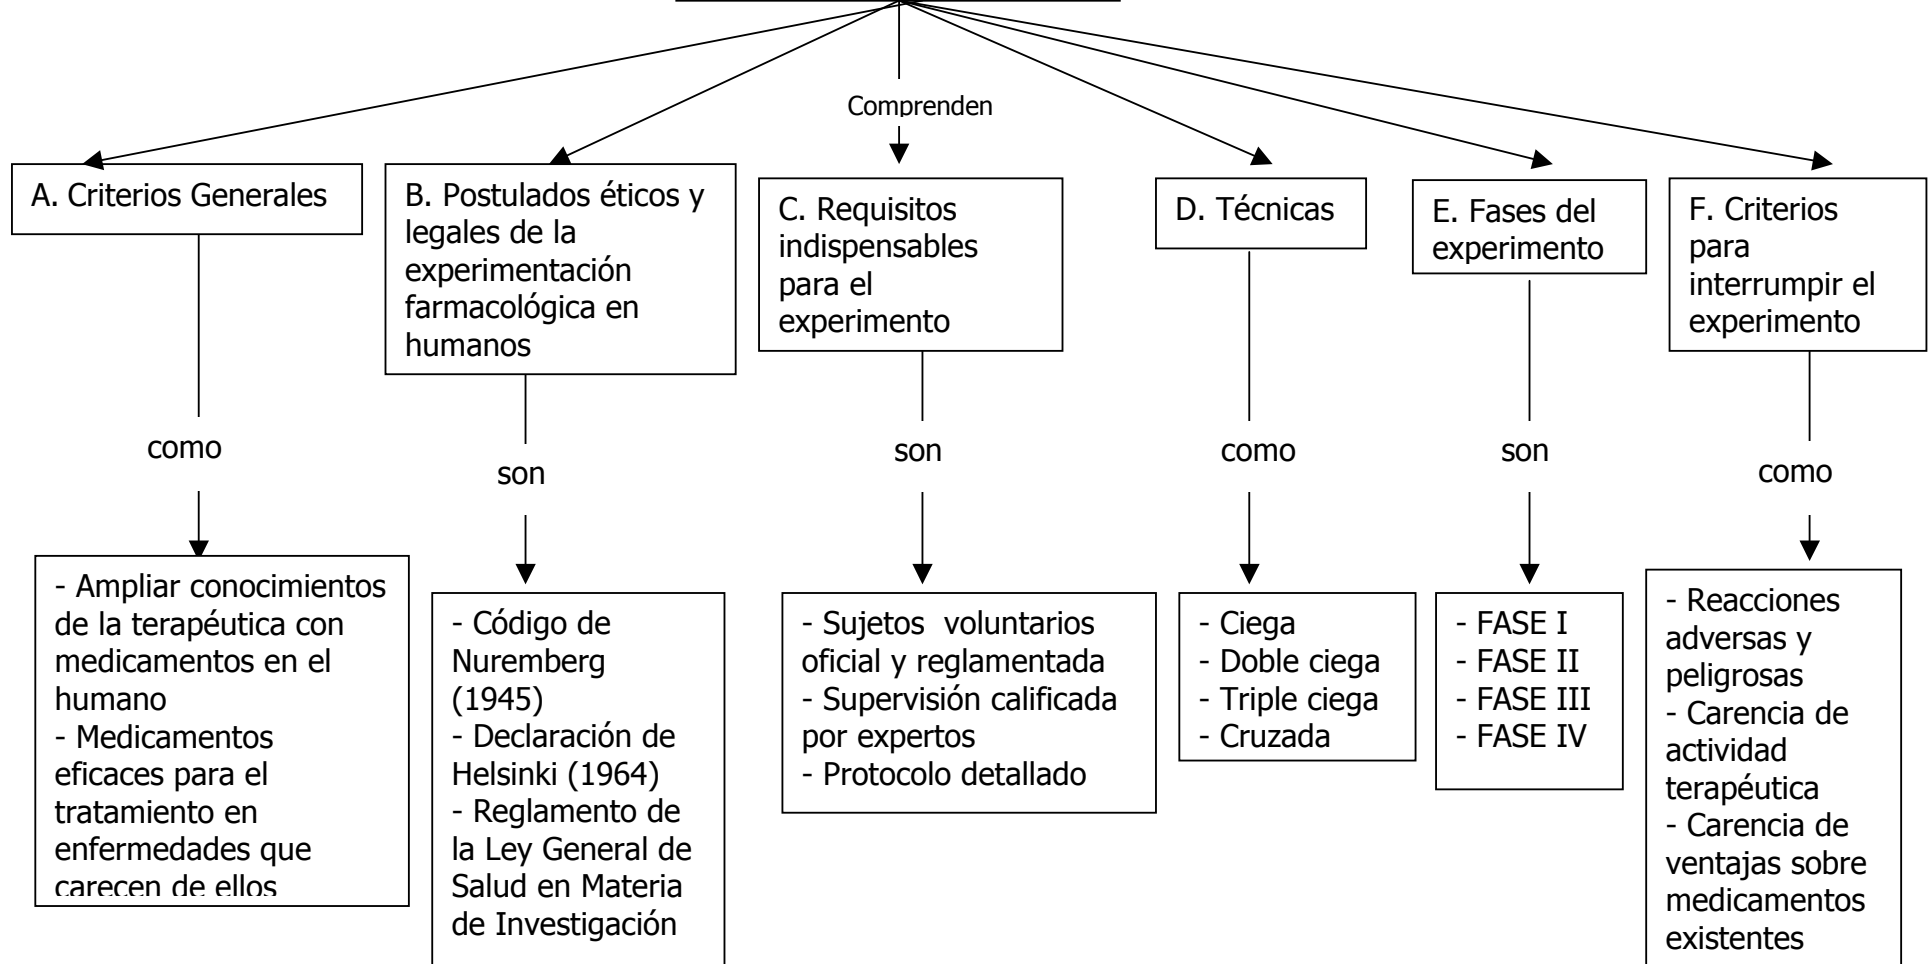 Comprenden
A. Criterios Generales
B. Postulados éticos y
legales de la
experimentación
farmacológica en
humanos
C. Requisitos
indispensables
para el
experimento
D. Técnicas
E. Fases del
experimento
F. Criterios
para
interrumpir el
experimento
como
son
son
como
son
como
- Ampliar conocimientos
de la terapéutica con
medicamentos en el
humano
- Medicamentos
eficaces para el
tratamiento en
enfermedades que
carecen de ellos
- Código de
Nuremberg
(1945)
- Declaración de
Helsinki (1964)
- Reglamento de
la Ley General de
Salud en Materia
de Investigación
- Sujetos  voluntarios
oficial y reglamentada
- Supervisión calificada
por expertos
- Protocolo detallado
- Ciega
- Doble ciega
- Triple ciega
- Cruzada
- FASE I
- FASE II
- FASE III
- FASE IV
- Reacciones
adversas y
peligrosas
- Carencia de
actividad
terapéutica
- Carencia de
ventajas sobre
medicamentos
existentes